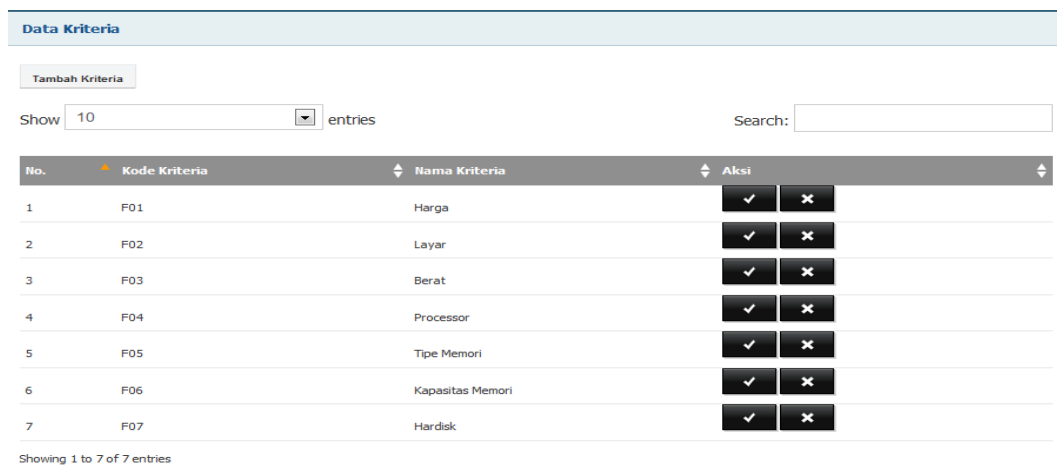 Data Kriteria
Tambah Kriteria
Show 10 entries Search:
No. Kode Kriteria Nama Kriteria Aksi
1 F01 Harga
2 F02 Layar
3 F03 Berat
4 F04 Processor
5 F05 Tipe Memori
6 F06 Kapasitas Memori
7 F07 Hardisk
Showing 1 to 7 of 7 entries